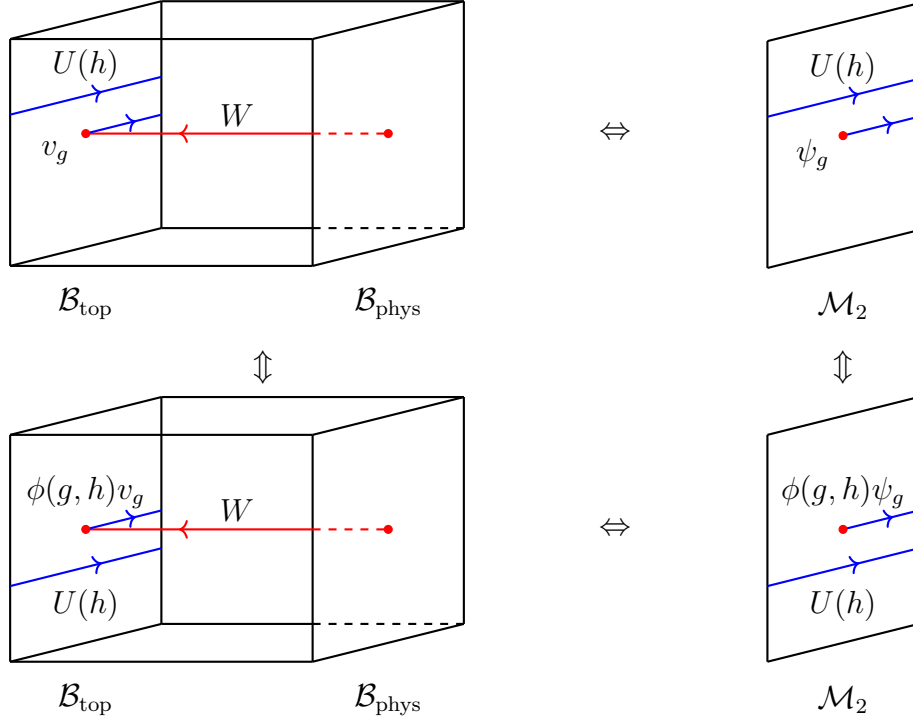 U(h)
U(h)
W
v_g
⇔
ψ_g
B_top
B_phys
M_2
⇕
⇕
ϕ(g, h)v_g
W
⇔
ϕ(g, h)ψ_g
U(h)
U(h)
B_top
B_phys
M_2